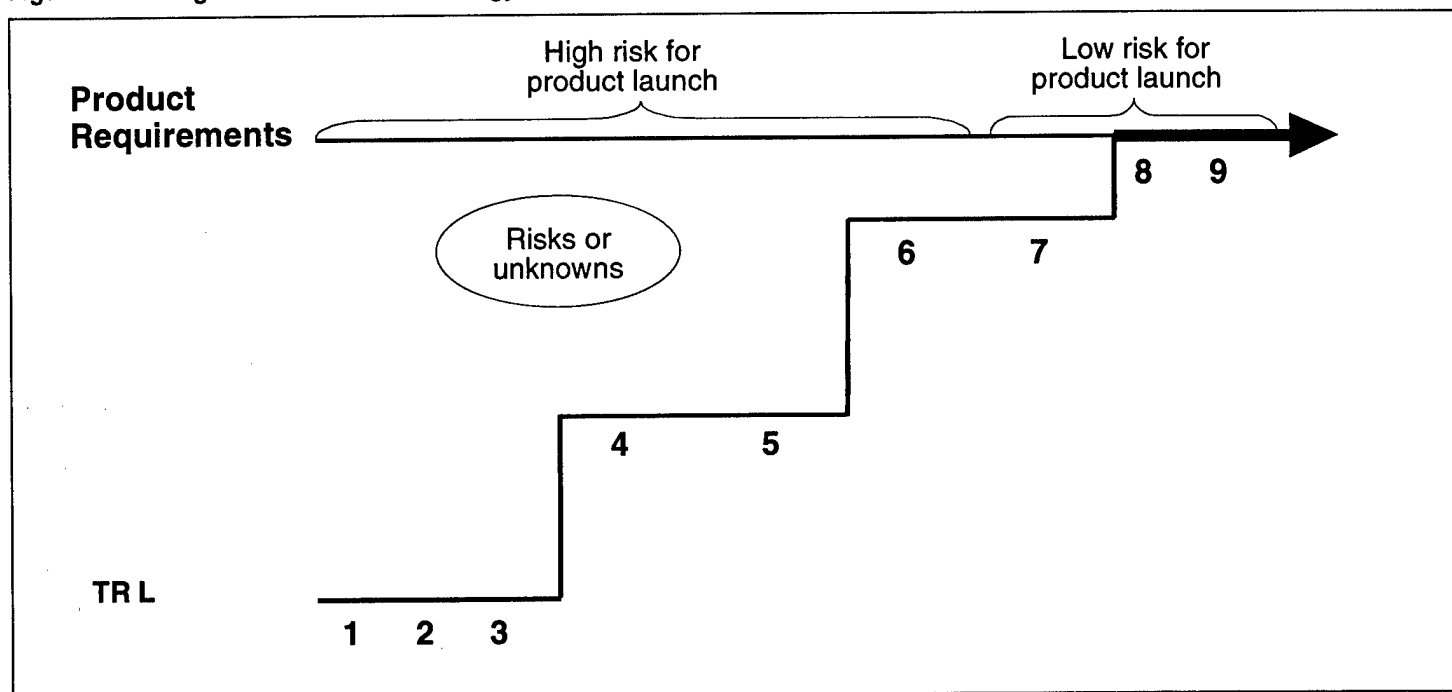 High risk for
product launch
Low risk for
product launch
Product
Requirements
8 9
Risks or
unknowns
6 7
4 5
TR L
1 2 3